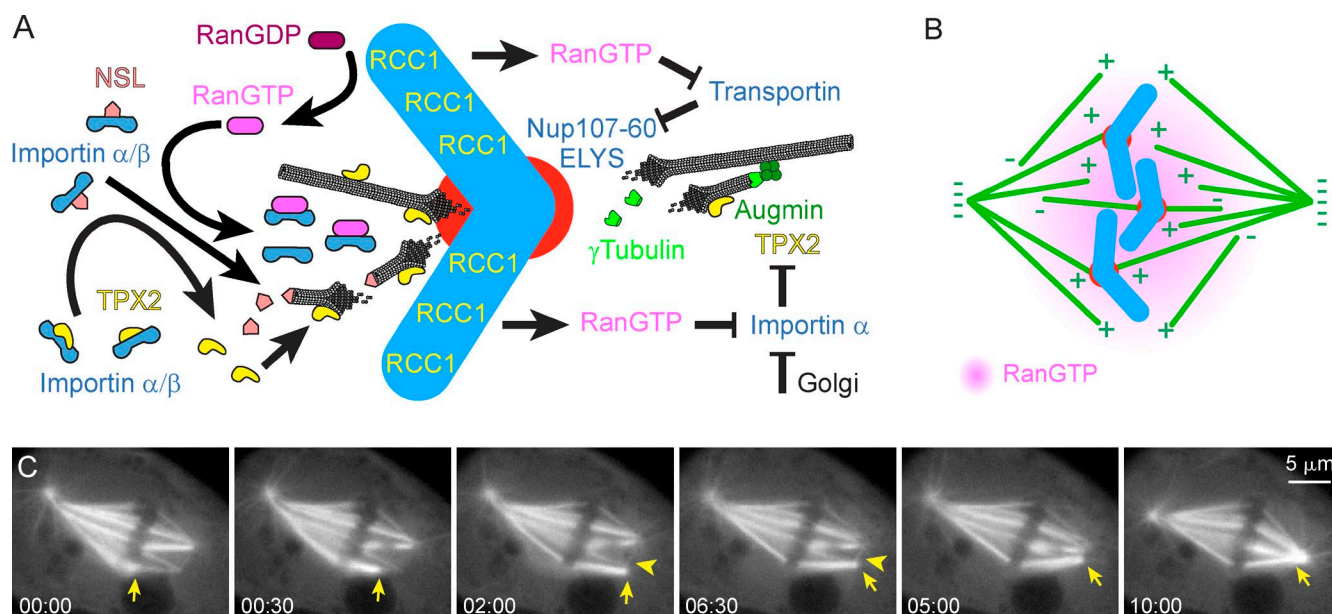 A
RanGDP
NSL
RanGTP
Importin α/β
TPX2
Importin α/β
RCC1
RCC1
RCC1
RCC1
RCC1
RCC1
RanGTP
Transportin
Nup107-60
ELYS
Augmin
γTubulin
TPX2
RanGTP
Importin α
Golgi
B
+
+
+
+
+
+
+
+
+
+
-
-
-
-
-
-
-
-
-
-
-
-
RanGTP
C
5 μm
00:00
00:30
02:00
06:30
05:00
10:00